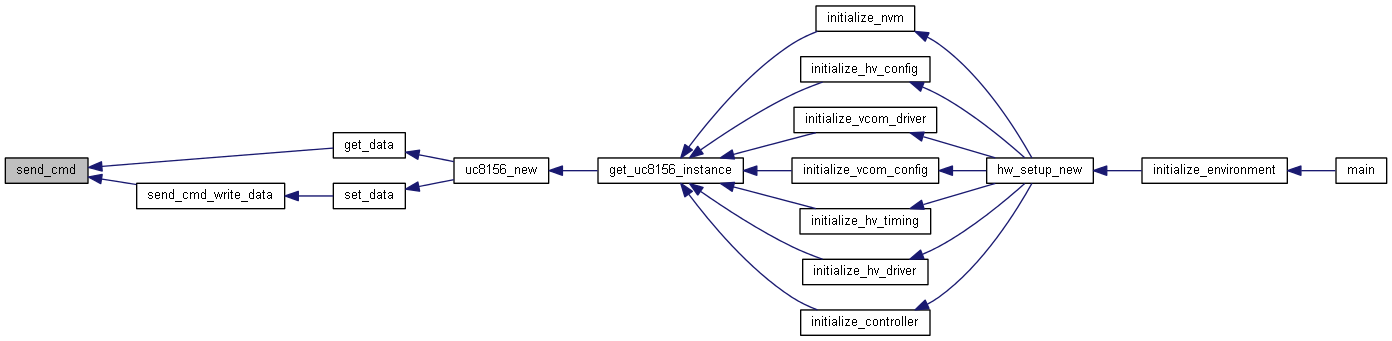 send_cmd
get_data
send_cmd_write_data
set_data
uc8156_new
get_uc8156_instance
initialize_nvm
initialize_hv_config
initialize_vcom_driver
initialize_vcom_config
initialize_hv_timing
initialize_hv_driver
initialize_controller
hw_setup_new
initialize_environment
main